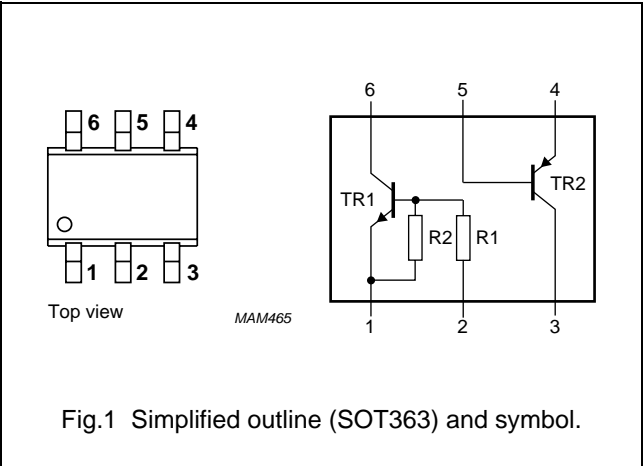 6 5 4
1 2 3
Top view
MAM465
6 5 4
TR1
TR2
R2 R1
1 2 3
Fig.1 Simplified outline (SOT363) and symbol.